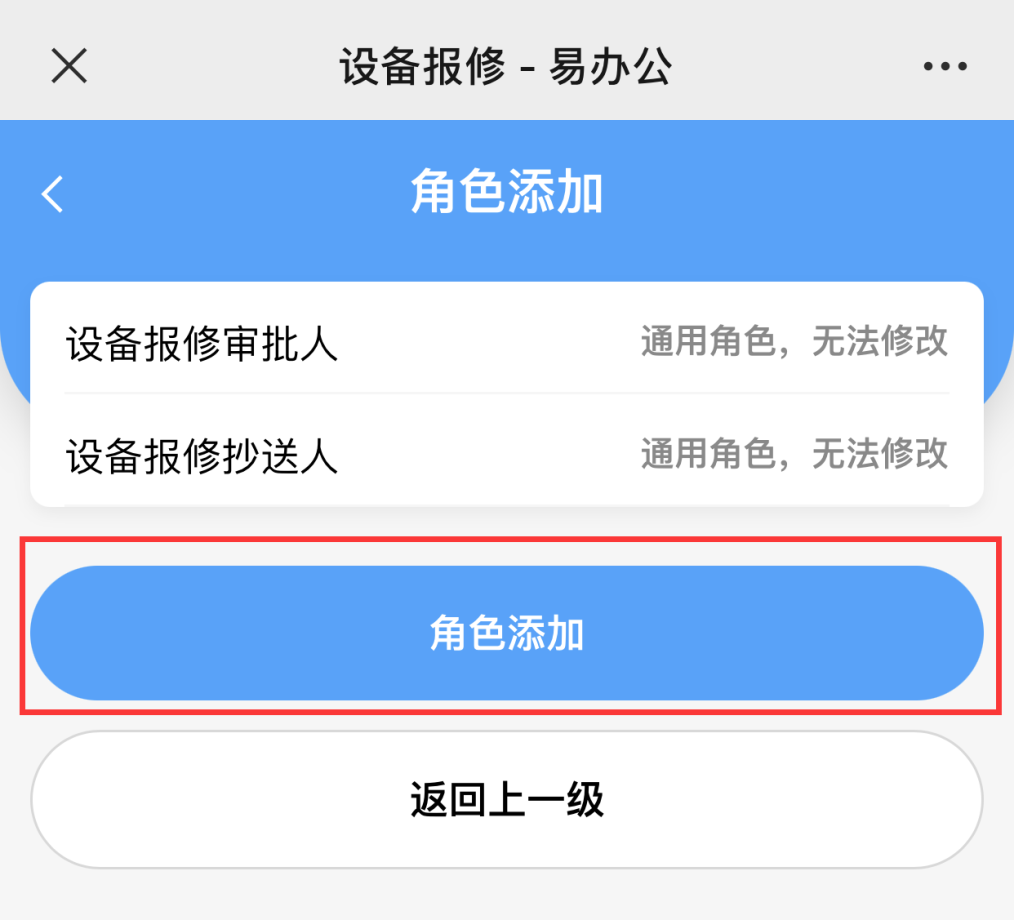 设备报修 - 易办公
角色添加
设备报修审批人 通用角色，无法修改
设备报修抄送人 通用角色，无法修改
角色添加
返回上一级